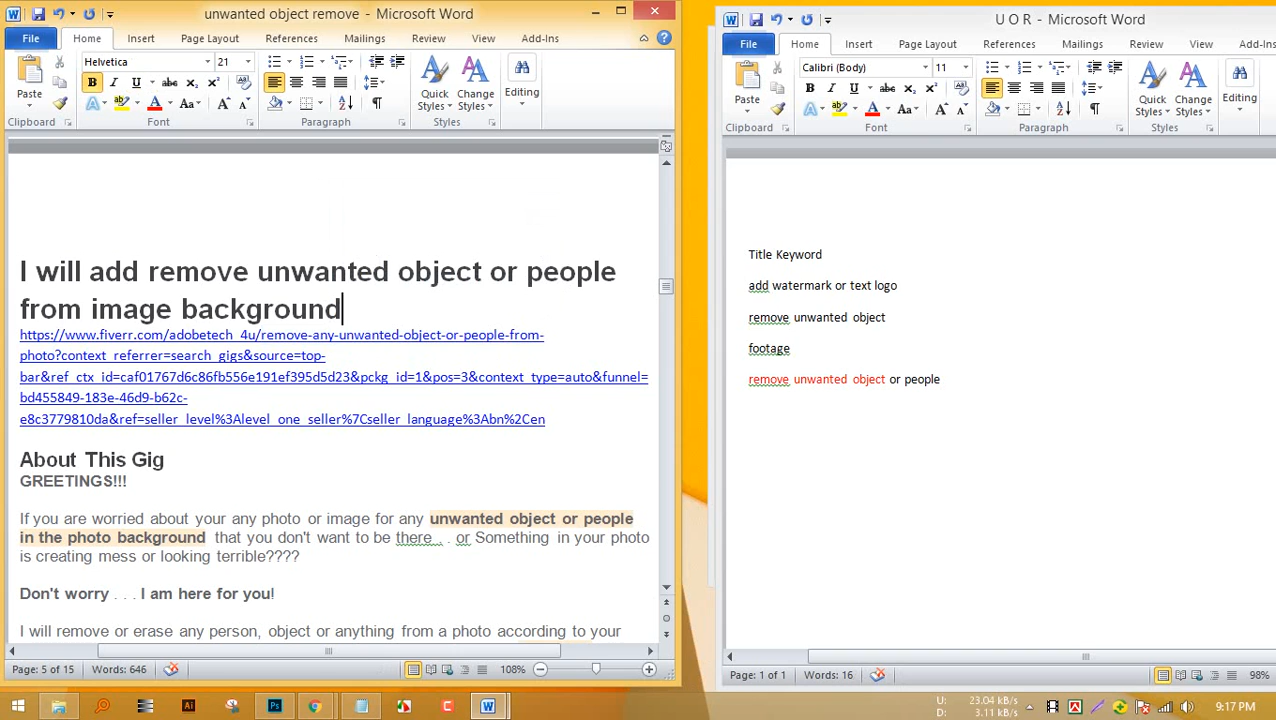 unwanted object remove - Microsoft Word
File Home Insert Page Layout References Mailings Review View Add-Ins
Helvetica 21
Paste
Quick Styles
Change Styles
Editing
Clipboard Font Paragraph Styles
I will add remove unwanted object or people
from image background
https://www.fiverr.com/adobetech_4u/remove-any-unwanted-object-or-people-from-
photo?context_referrer=search_gigs&source=top-
bar&ref_ctx_id=caf01767d6c86fb556e191ef395d5d23&pckg_id=1&pos=3&context_type=auto&funnel=
bd455849-183e-46d9-b62c-
e8c3779810da&ref=seller_level%3Alevel_one_seller%7Cseller_language%3Abn%2Cen
About This Gig
GREETINGS!!!
If you are worried about your any photo or image for any unwanted object or people
in the photo background that you don't want to be there . . or Something in your photo
is creating mess or looking terrible????
Don't worry . . . I am here for you!
I will remove or erase any person, object or anything from a photo according to your
Page: 5 of 15 Words: 646 108%
U O R - Microsoft Word
File Home Insert Page Layout References Mailings Review View Add-Ins
Calibri (Body) 11
Paste
Quick Styles
Change Styles
Editing
Clipboard Font Paragraph Styles
Title Keyword
add watermark or text logo
remove unwanted object
footage
remove unwanted object or people
Page: 1 of 1 Words: 16 98%
U: 23.04 kB/s
D: 3.11 kB/s
9:17 PM